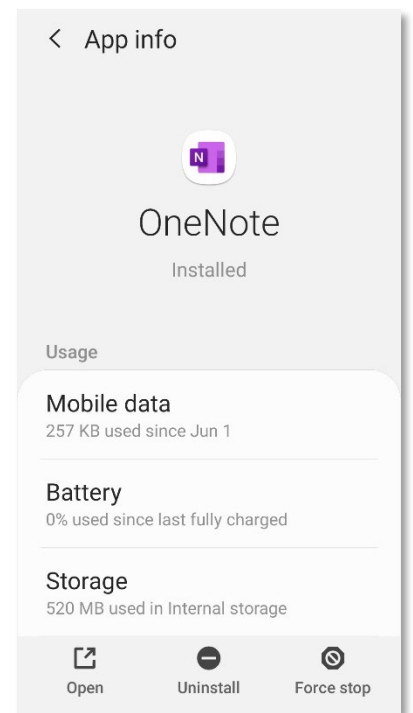 App info
N
OneNote
Installed
Usage
Mobile data
257 KB used since Jun 1
Battery
0% used since last fully charged
Storage
520 MB used in Internal storage
Open Uninstall Force stop